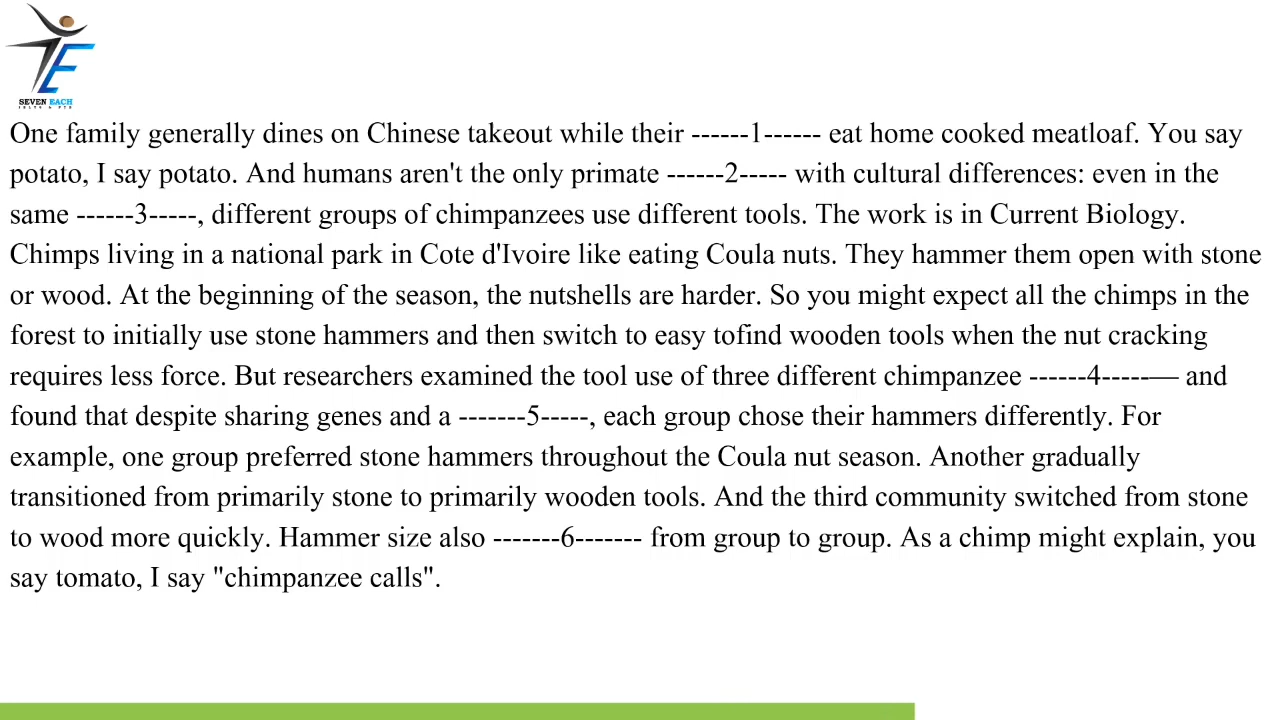 SEVEN EACH
IELTS & PTE
One family generally dines on Chinese takeout while their ------1------ eat home cooked meatloaf. You say
potato, I say potato. And humans aren't the only primate ------2----- with cultural differences: even in the
same ------3-----, different groups of chimpanzees use different tools. The work is in Current Biology.
Chimps living in a national park in Cote d'Ivoire like eating Coula nuts. They hammer them open with stone
or wood. At the beginning of the season, the nutshells are harder. So you might expect all the chimps in the
forest to initially use stone hammers and then switch to easy tofind wooden tools when the nut cracking
requires less force. But researchers examined the tool use of three different chimpanzee ------4-----— and
found that despite sharing genes and a -------5-----, each group chose their hammers differently. For
example, one group preferred stone hammers throughout the Coula nut season. Another gradually
transitioned from primarily stone to primarily wooden tools. And the third community switched from stone
to wood more quickly. Hammer size also -------6------- from group to group. As a chimp might explain, you
say tomato, I say "chimpanzee calls".